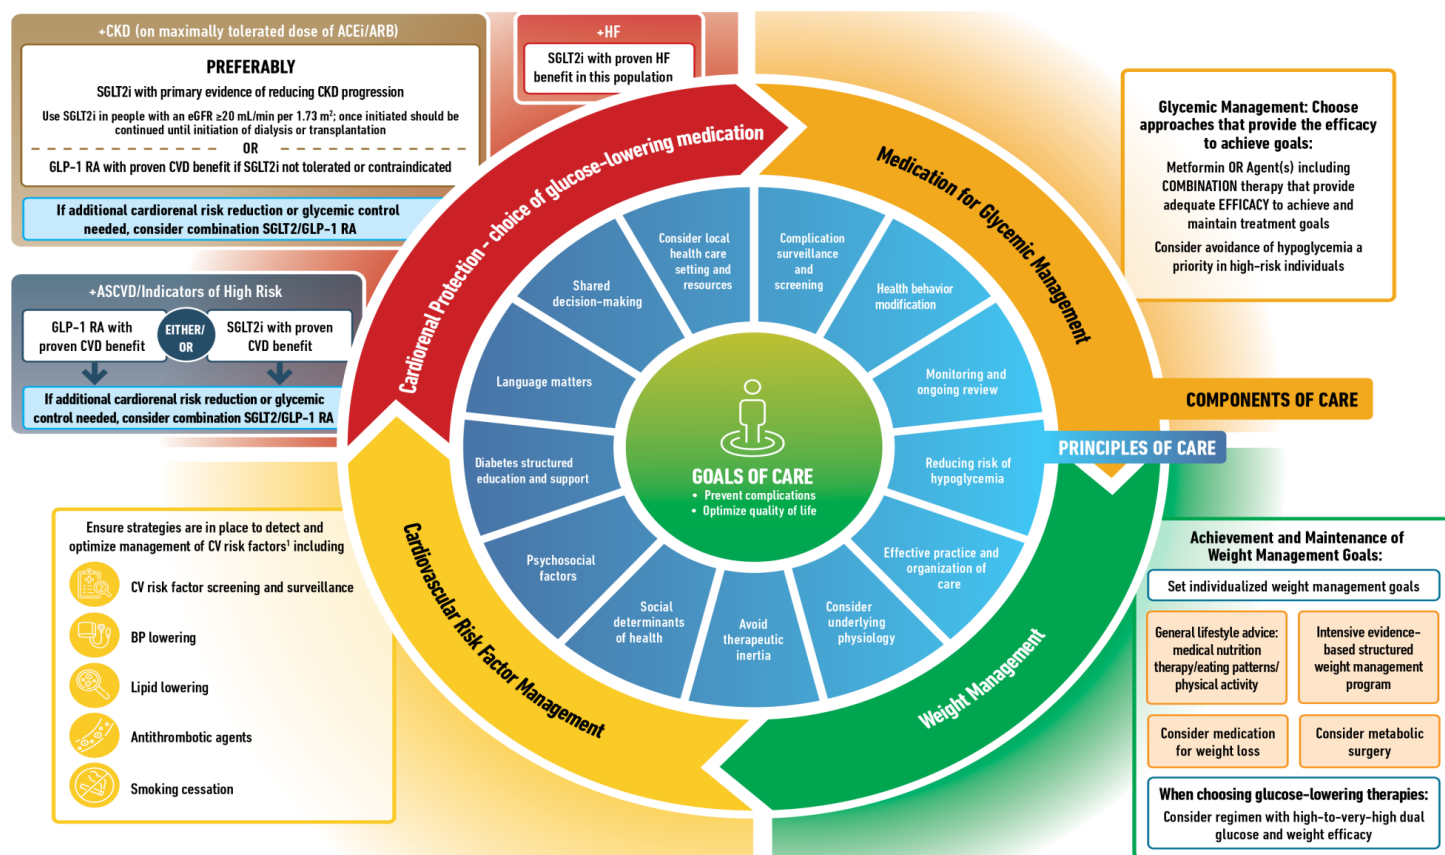 +CKD (on maximally tolerated dose of ACEi/ARB)
PREFERABLY
SGLT2i with primary evidence of reducing CKD progression
Use SGLT2i in people with an eGFR ≥20 mL/min per 1.73 m²; once initiated should be
continued until initiation of dialysis or transplantation
OR
GLP-1 RA with proven CVD benefit if SGLT2i not tolerated or contraindicated
If additional cardiorenal risk reduction or glycemic control
needed, consider combination SGLT2/GLP-1 RA
+HF
SGLT2i with proven HF
benefit in this population
+ASCVD/Indicators of High Risk
GLP-1 RA with
proven CVD benefit
EITHER/
OR
SGLT2i with proven
CVD benefit
If additional cardiorenal risk reduction or glycemic
control needed, consider combination SGLT2/GLP-1 RA
Ensure strategies are in place to detect and
optimize management of CV risk factors¹ including
CV risk factor screening and surveillance
BP lowering
Lipid lowering
Antithrombotic agents
Smoking cessation
Cardiorenal Protection - choice of glucose-lowering medication
Medication for Glycemic Management
Weight Management
Cardiovascular Risk Factor Management
Consider local
health care
setting and
resources
Complication
surveillance
and
screening
Health behavior
modification
Monitoring and
ongoing review
Reducing risk of
hypoglycemia
Effective practice and
organization of
care
Consider
underlying
physiology
Avoid
therapeutic
inertia
Social
determinants
of health
Psychosocial
factors
Diabetes structured
education and support
Language matters
Shared
decision-making
GOALS OF CARE
• Prevent complications
• Optimize quality of life
Glycemic Management: Choose
approaches that provide the efficacy
to achieve goals:
Metformin OR Agent(s) including
COMBINATION therapy that provide
adequate EFFICACY to achieve and
maintain treatment goals
Consider avoidance of hypoglycemia a
priority in high-risk individuals
COMPONENTS OF CARE
PRINCIPLES OF CARE
Achievement and Maintenance of
Weight Management Goals:
Set individualized weight management goals
General lifestyle advice:
medical nutrition
therapy/eating patterns/
physical activity
Intensive evidence-
based structured
weight management
program
Consider medication
for weight loss
Consider metabolic
surgery
When choosing glucose-lowering therapies:
Consider regimen with high-to-very-high dual
glucose and weight efficacy